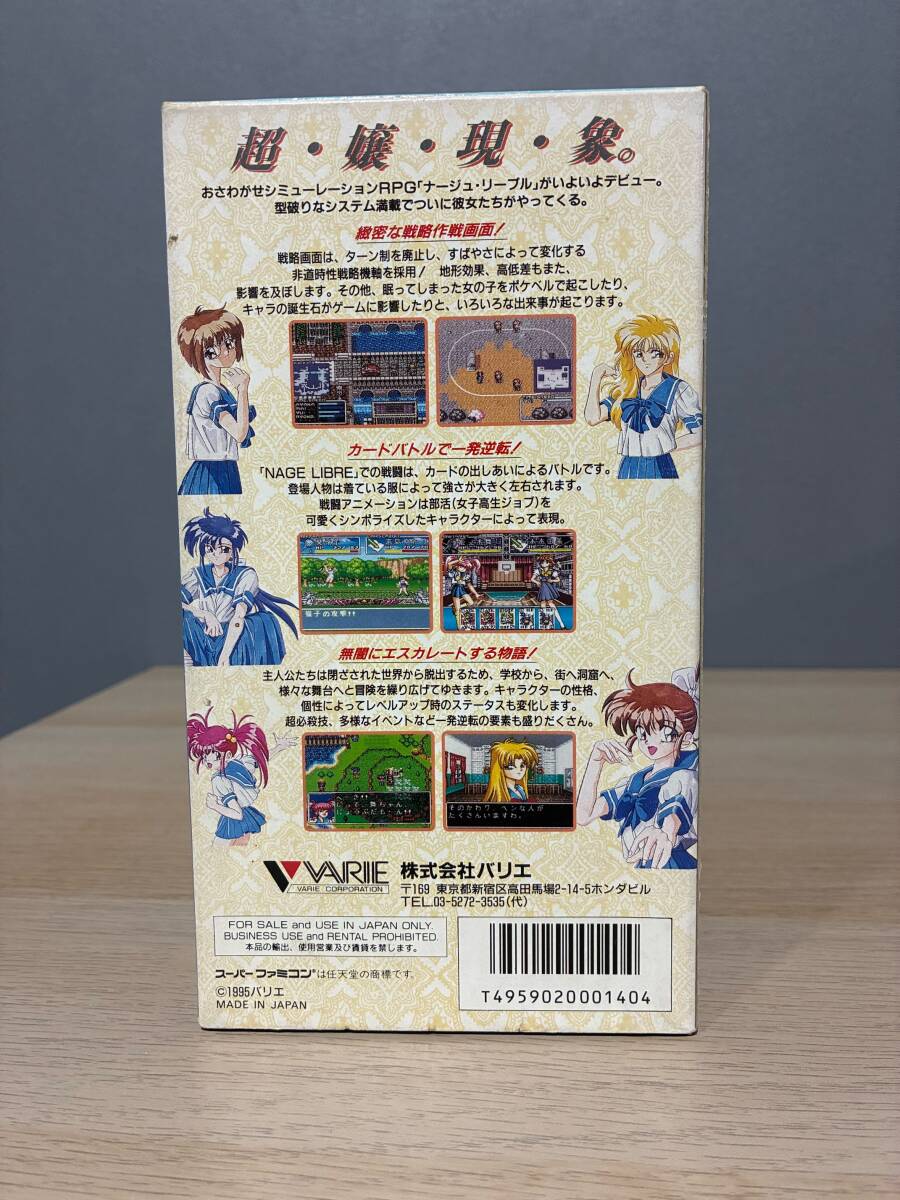 超・嬢・現・象。
おさわがせシミューレーションRPG「ナージュ・リーブル」がいよいよデビュー。
型破りなシステム満載でついに彼女たちがやってくる。
緻密な戦略作戦画面!
戦略画面は、ターン制を廃止し、すばやさによって変化する
非道時性戦略機軸を採用! 地形効果、高低差もまた、
影響を及ぼします。その他、眠ってしまった女の子をポケベルで起こしたり、
キャラの誕生石がゲームに影響したりと、いろいろな出来事が起こります。
カードバトルで一発逆転!
「NAGE LIBRE」での戦闘は、カードの出しあいによるバトルです。
登場人物は着ている服によって強さが大きく左右されます。
戦闘アニメーションは部活(女子高生ジョブ)を
可愛くシンボライズしたキャラクターによって表現。
無闇にエスカレートする物語!
主人公たちは閉ざされた世界から脱出するため、学校から、街へ洞窟へ、
様々な舞台へと冒険を繰り広げてゆきます。キャラクターの性格、
個性によってレベルアップ時のステータスも変化します。
超必殺技、多様なイベントなど一発逆転の要素も盛りだくさん。
そのかわり、ヘンな人が
たくさんいますわ。
VARIE
VARIE CORPORATION
株式会社バリエ
〒169 東京都新宿区高田馬場2-14-5ホンダビル
TEL.03-5272-3535(代)
FOR SALE and USE IN JAPAN ONLY.
BUSINESS USE and RENTAL PROHIBITED.
本品の輸出、使用営業及び賃貸を禁じます。
スーパーファミコン®は任天堂の商標です。
©1995バリエ
MADE IN JAPAN
T4959020001404